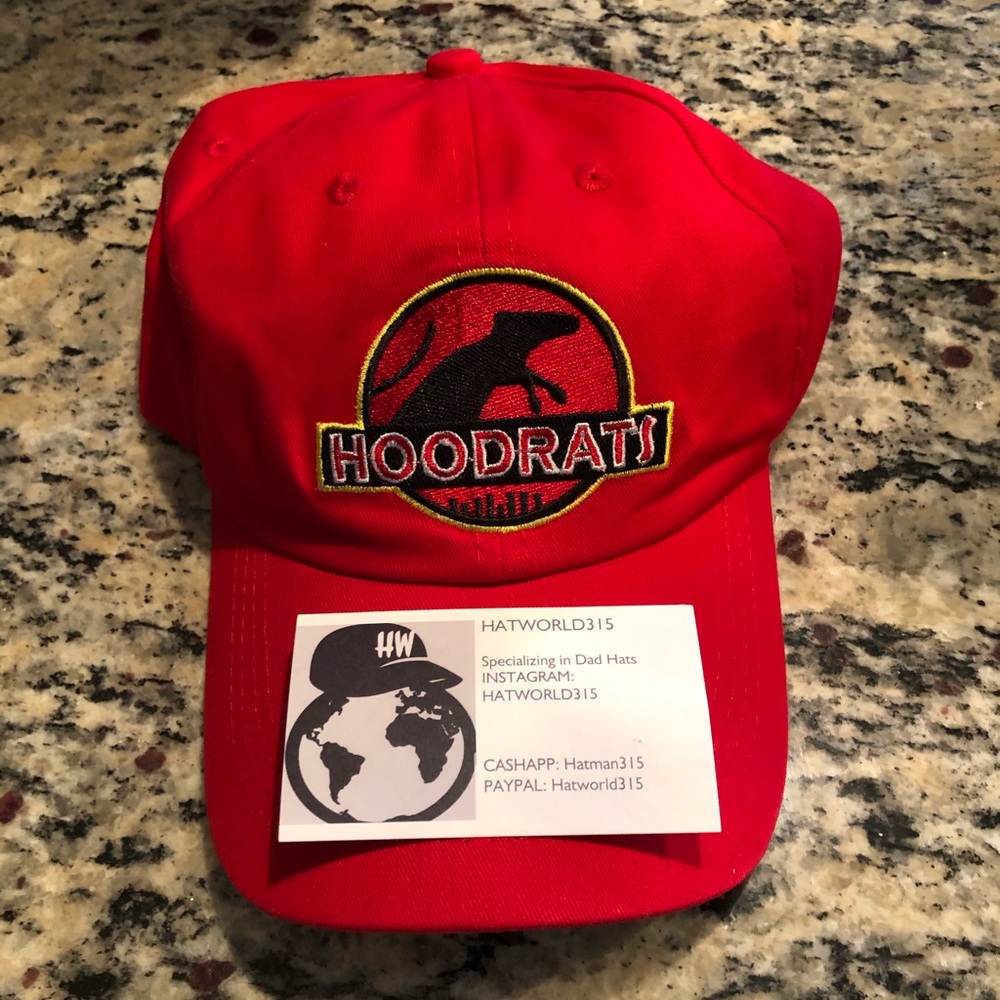 HOODRATS
HW
HATWORLD315
Specializing in Dad Hats
INSTAGRAM:
HATWORLD315
CASHAPP: Hatman315
PAYPAL: Hatworld315